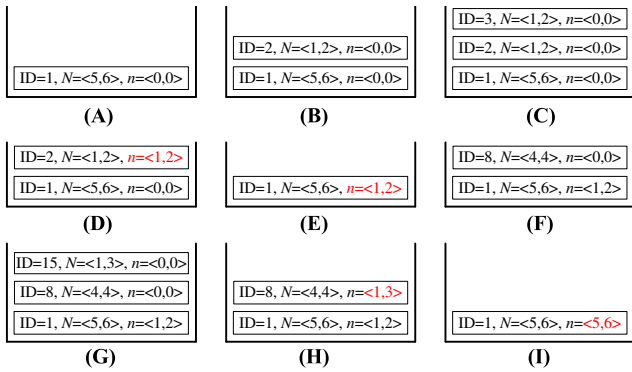 ID=1, N=<5,6>, n=<0,0>
(A)
ID=2, N=<1,2>, n=<0,0>
ID=1, N=<5,6>, n=<0,0>
(B)
ID=3, N=<1,2>, n=<0,0>
ID=2, N=<1,2>, n=<0,0>
ID=1, N=<5,6>, n=<0,0>
(C)
ID=2, N=<1,2>, n=<1,2>
ID=1, N=<5,6>, n=<0,0>
(D)
ID=1, N=<5,6>, n=<1,2>
(E)
ID=8, N=<4,4>, n=<0,0>
ID=1, N=<5,6>, n=<1,2>
(F)
ID=15, N=<1,3>, n=<0,0>
ID=8, N=<4,4>, n=<0,0>
ID=1, N=<5,6>, n=<1,2>
(G)
ID=8, N=<4,4>, n=<1,3>
ID=1, N=<5,6>, n=<1,2>
(H)
ID=1, N=<5,6>, n=<5,6>
(I)